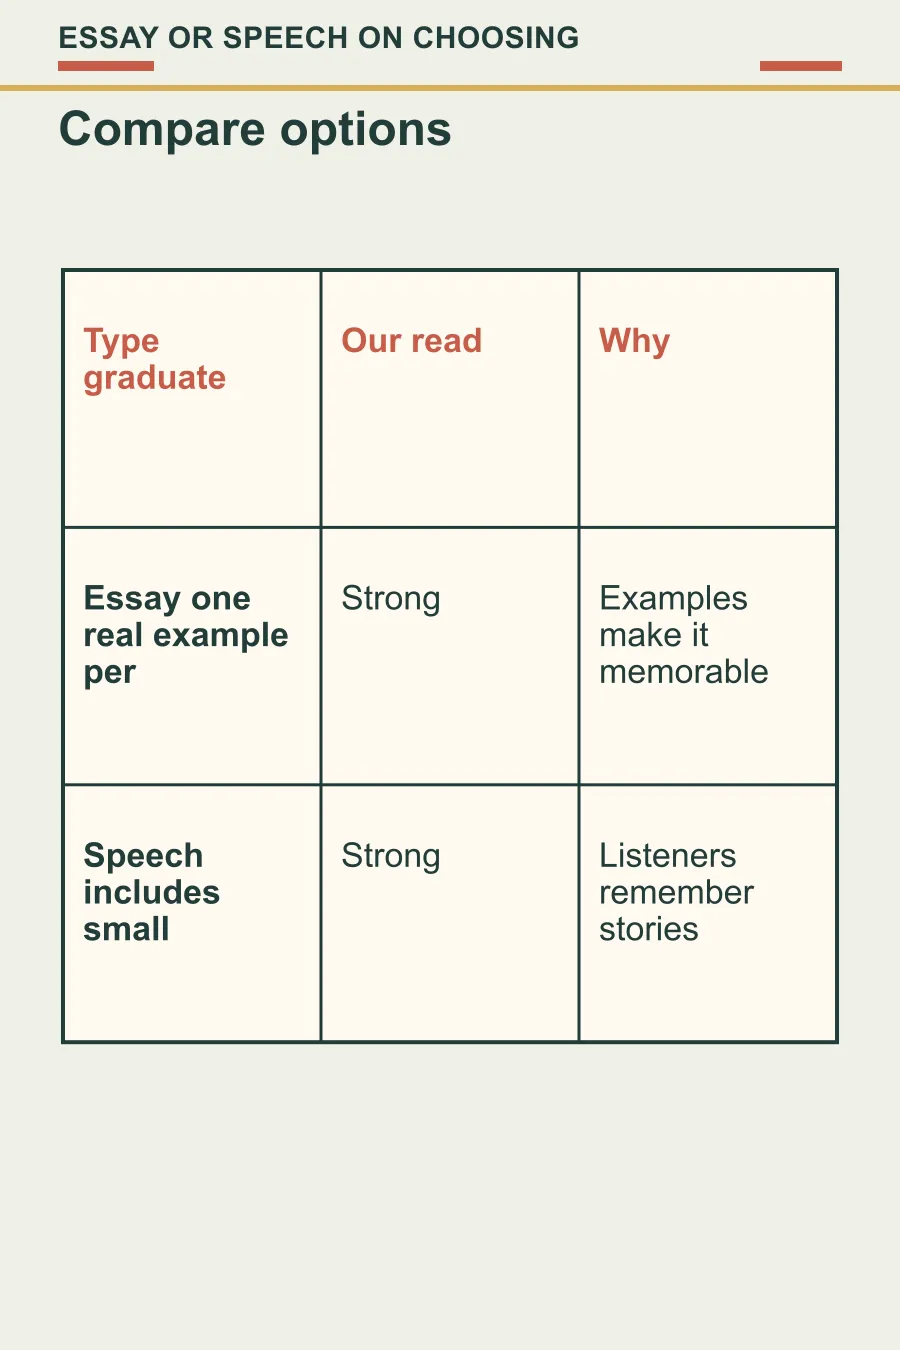 ESSAY OR SPEECH ON CHOOSING
Compare options
Type
graduate
Our read
Why
Essay one
real example
per
Strong
Examples
make it
memorable
Speech
includes
small
Strong
Listeners
remember
stories